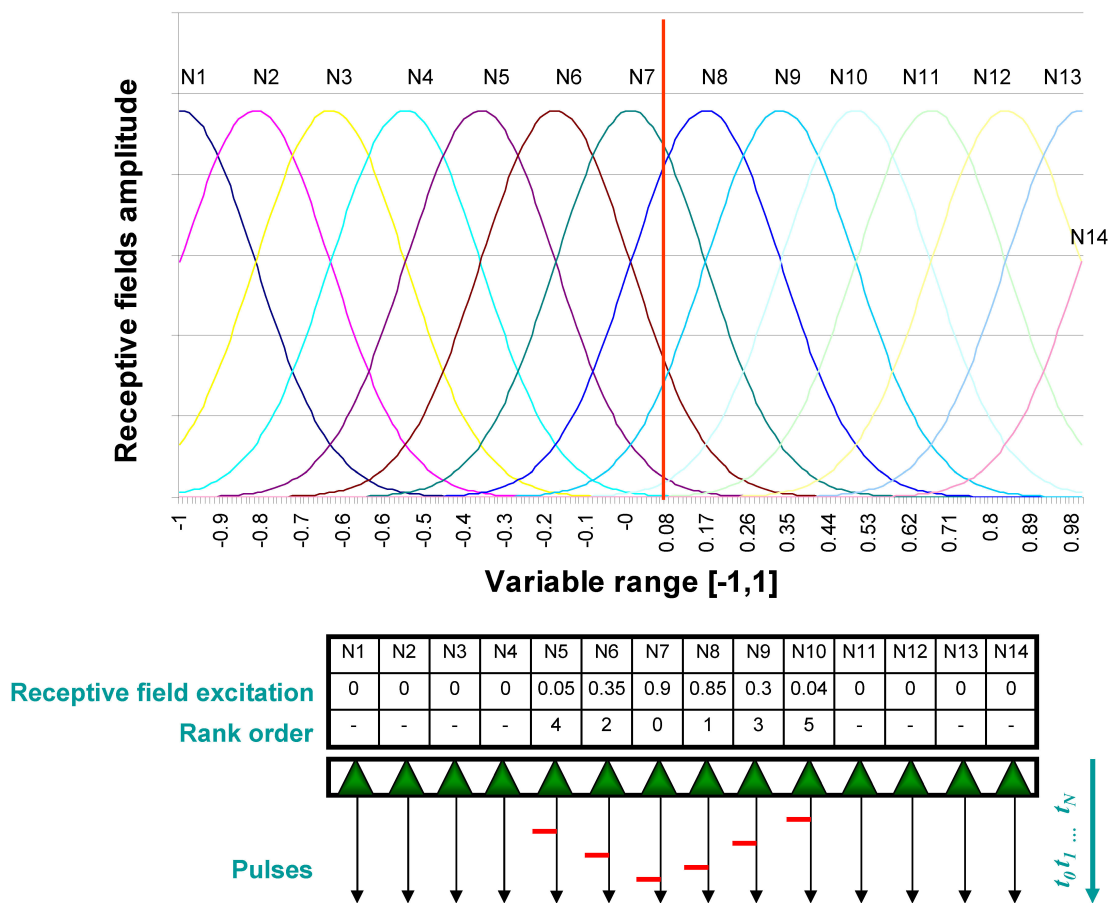 N1 N2 N3 N4 N5 N6 N7 N8 N9 N10 N11 N12 N13
N14
Receptive fields amplitude
-1 -0.9 -0.8 -0.7 -0.6 -0.6 -0.5 -0.4 -0.3 -0.2 -0.1 -0 0.08 0.17 0.26 0.35 0.44 0.53 0.62 0.71 0.8 0.89 0.98
Variable range [-1,1]
N1 N2 N3 N4 N5 N6 N7 N8 N9 N10 N11 N12 N13 N14
Receptive field excitation 0 0 0 0 0.05 0.35 0.9 0.85 0.3 0.04 0 0 0 0
Rank order - - - - 4 2 0 1 3 5 - - - -
Pulses
t0 t1 ... tN